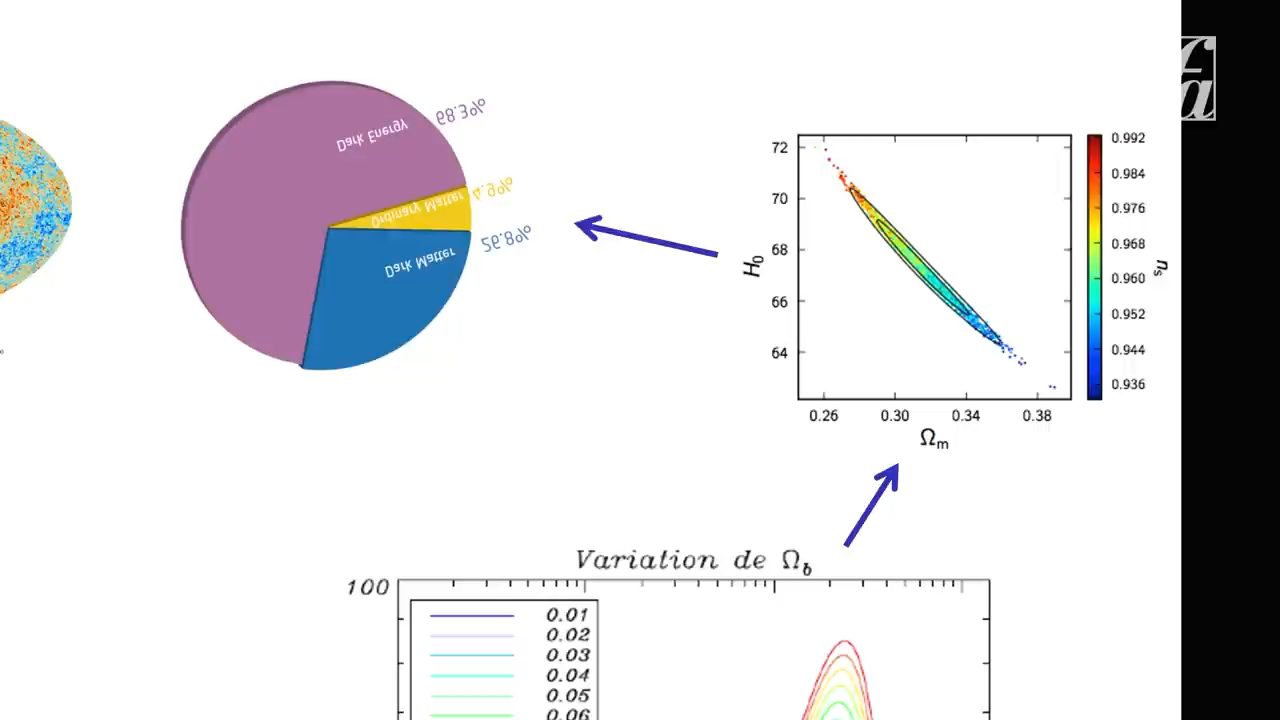 68.3%
Dark Energy
4.9%
Ordinary Matter
26.8%
Dark Matter
72
70
68
66
64
H0
0.26 0.30 0.34 0.38
Ωm
0.992
0.984
0.976
0.968
0.960
0.952
0.944
0.936
ns
Variation de Ωb
100
0.01
0.02
0.03
0.04
0.05
0.06